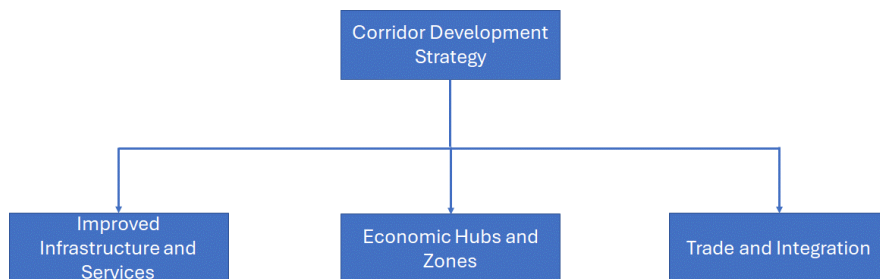 Corridor Development
Strategy
Improved
Infrastructure and
Services
Economic Hubs and
Zones
Trade and Integration